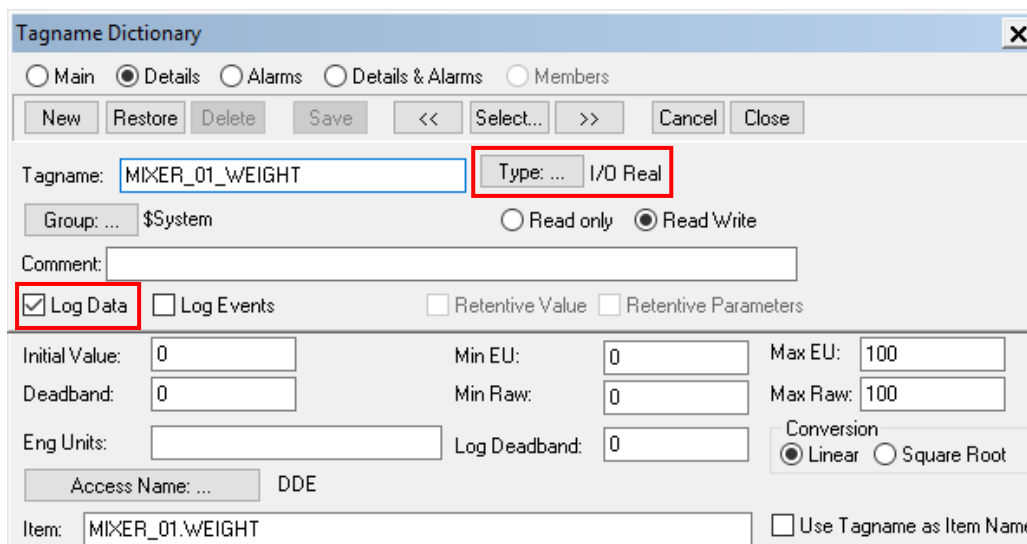 Tagname Dictionary
Main Details Alarms Details & Alarms Members
New Restore Delete Save << Select... >> Cancel Close
Tagname: MIXER_01_WEIGHT Type: ... I/O Real
Group: ... $System Read only Read Write
Comment:
Log Data Log Events Retentive Value Retentive Parameters
Initial Value: 0 Min EU: 0 Max EU: 100
Deadband: 0 Min Raw: 0 Max Raw: 100
Eng Units: Log Deadband: 0 Conversion
Linear Square Root
Access Name: ... DDE
Item: MIXER_01.WEIGHT Use Tagname as Item Name